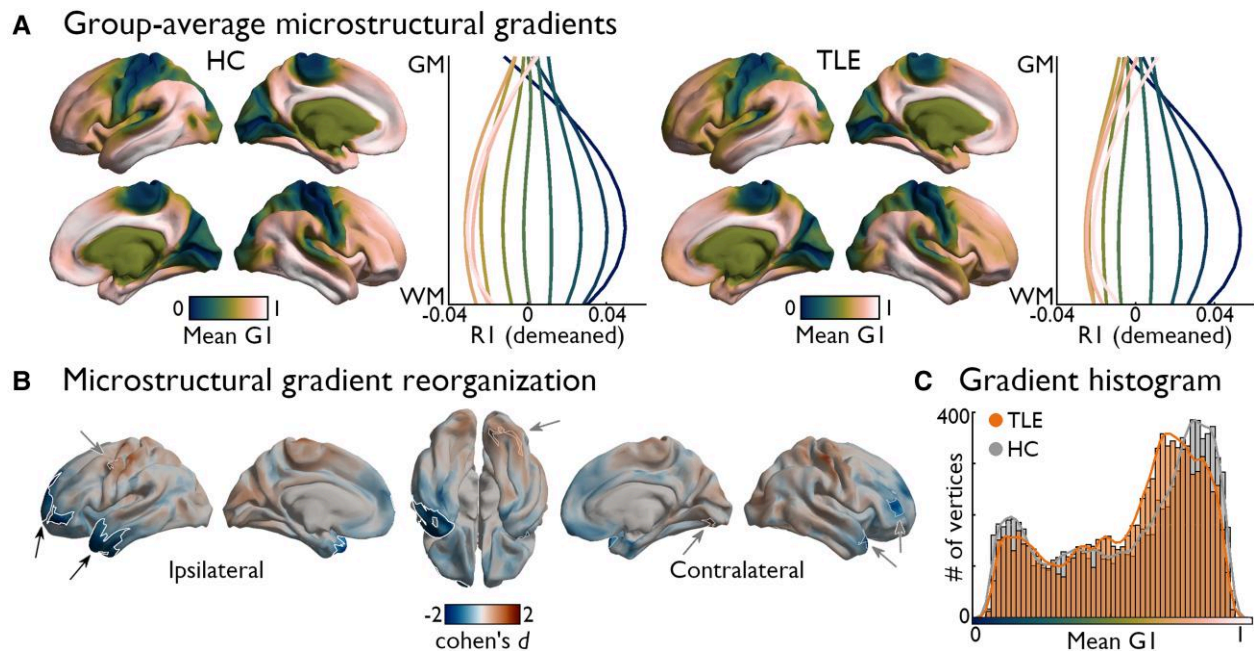 A Group-average microstructural gradients
HC
GM
WM
-0.04 0 0.04
R1 (demeaned)
0 1
Mean G1
TLE
GM
WM
-0.04 0 0.04
R1 (demeaned)
0 1
Mean G1
B Microstructural gradient reorganization
Ipsilateral
Contralateral
-2 2
cohen's d
C Gradient histogram
400
TLE
HC
# of vertices
0
0 1
Mean G1